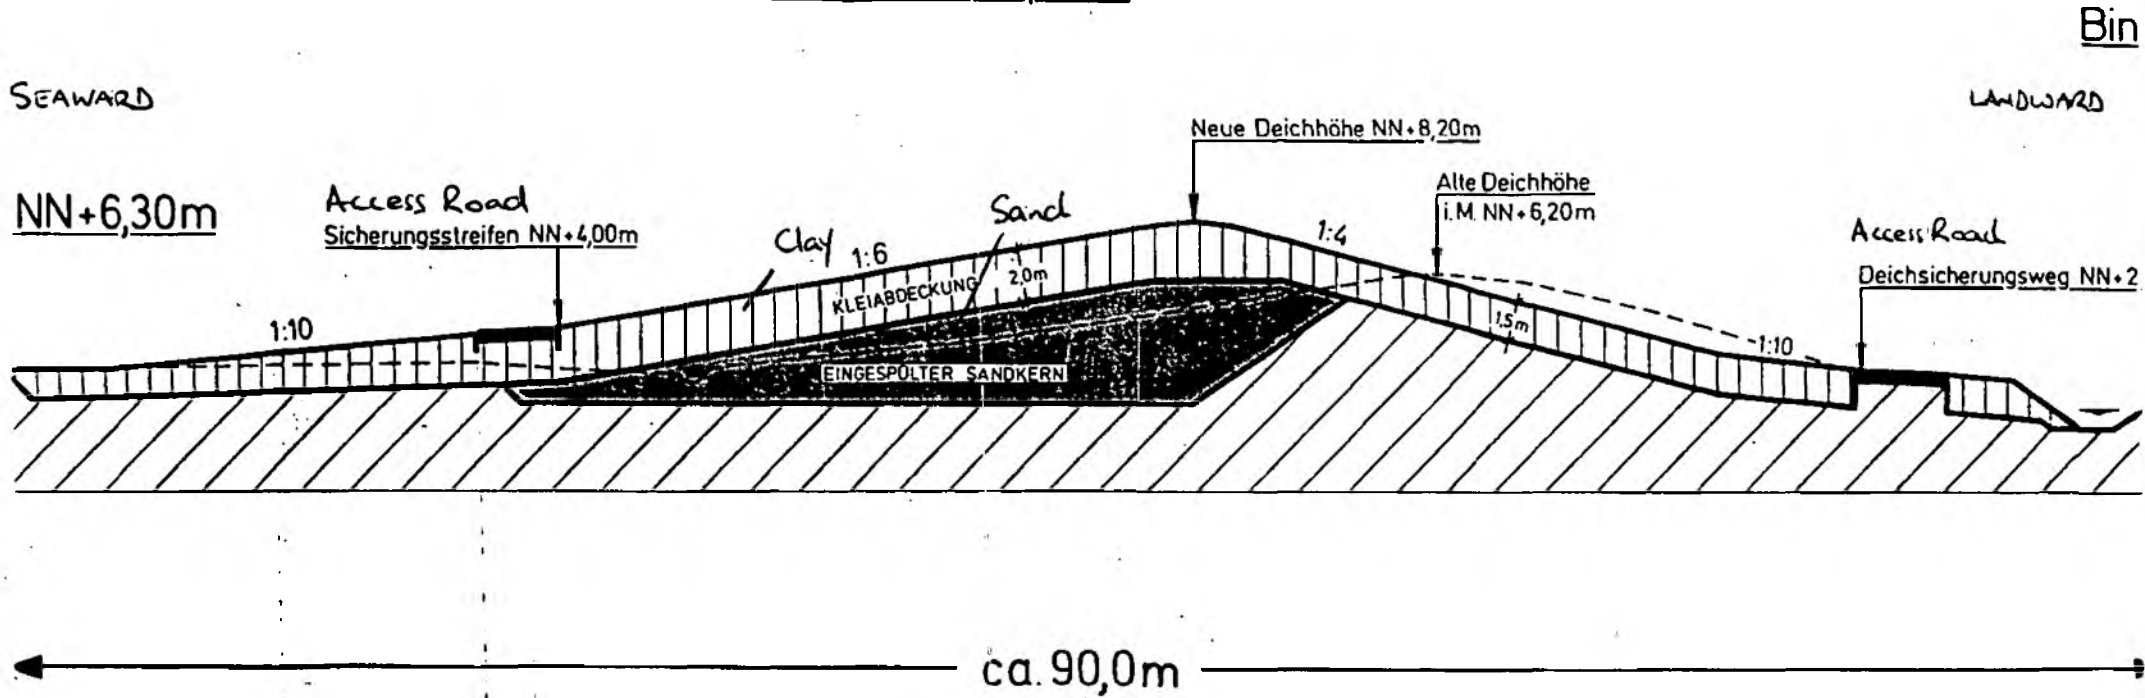 Bin
SEAWARD
LANDWARD
Neue Deichhöhe NN+8,20m
Alte Deichhöhe
i.M. NN+6,20m
NN+6,30m
Access Road
Sicherungsstreifen NN+4,00m
Sand
Clay
1:6
1:4
Access Road
Deichsicherungsweg NN+2
KLEIABDECKUNG
2,0m
1:10
1,5m
1:10
EINGESPÜLTER SANDKERN
ca. 90,0m